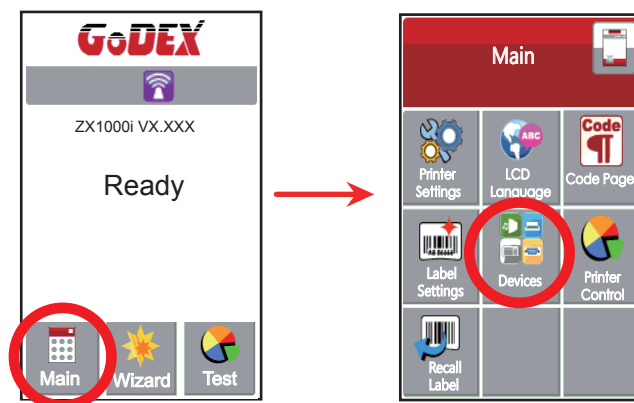 GoDEX
ZX1000i VX.XXX
Ready
Main
Wizard
Test
Main
Printer
Settings
ABC
LCD
Language
Code
Code Page
Label
Settings
Devices
Printer
Control
Recall
Label